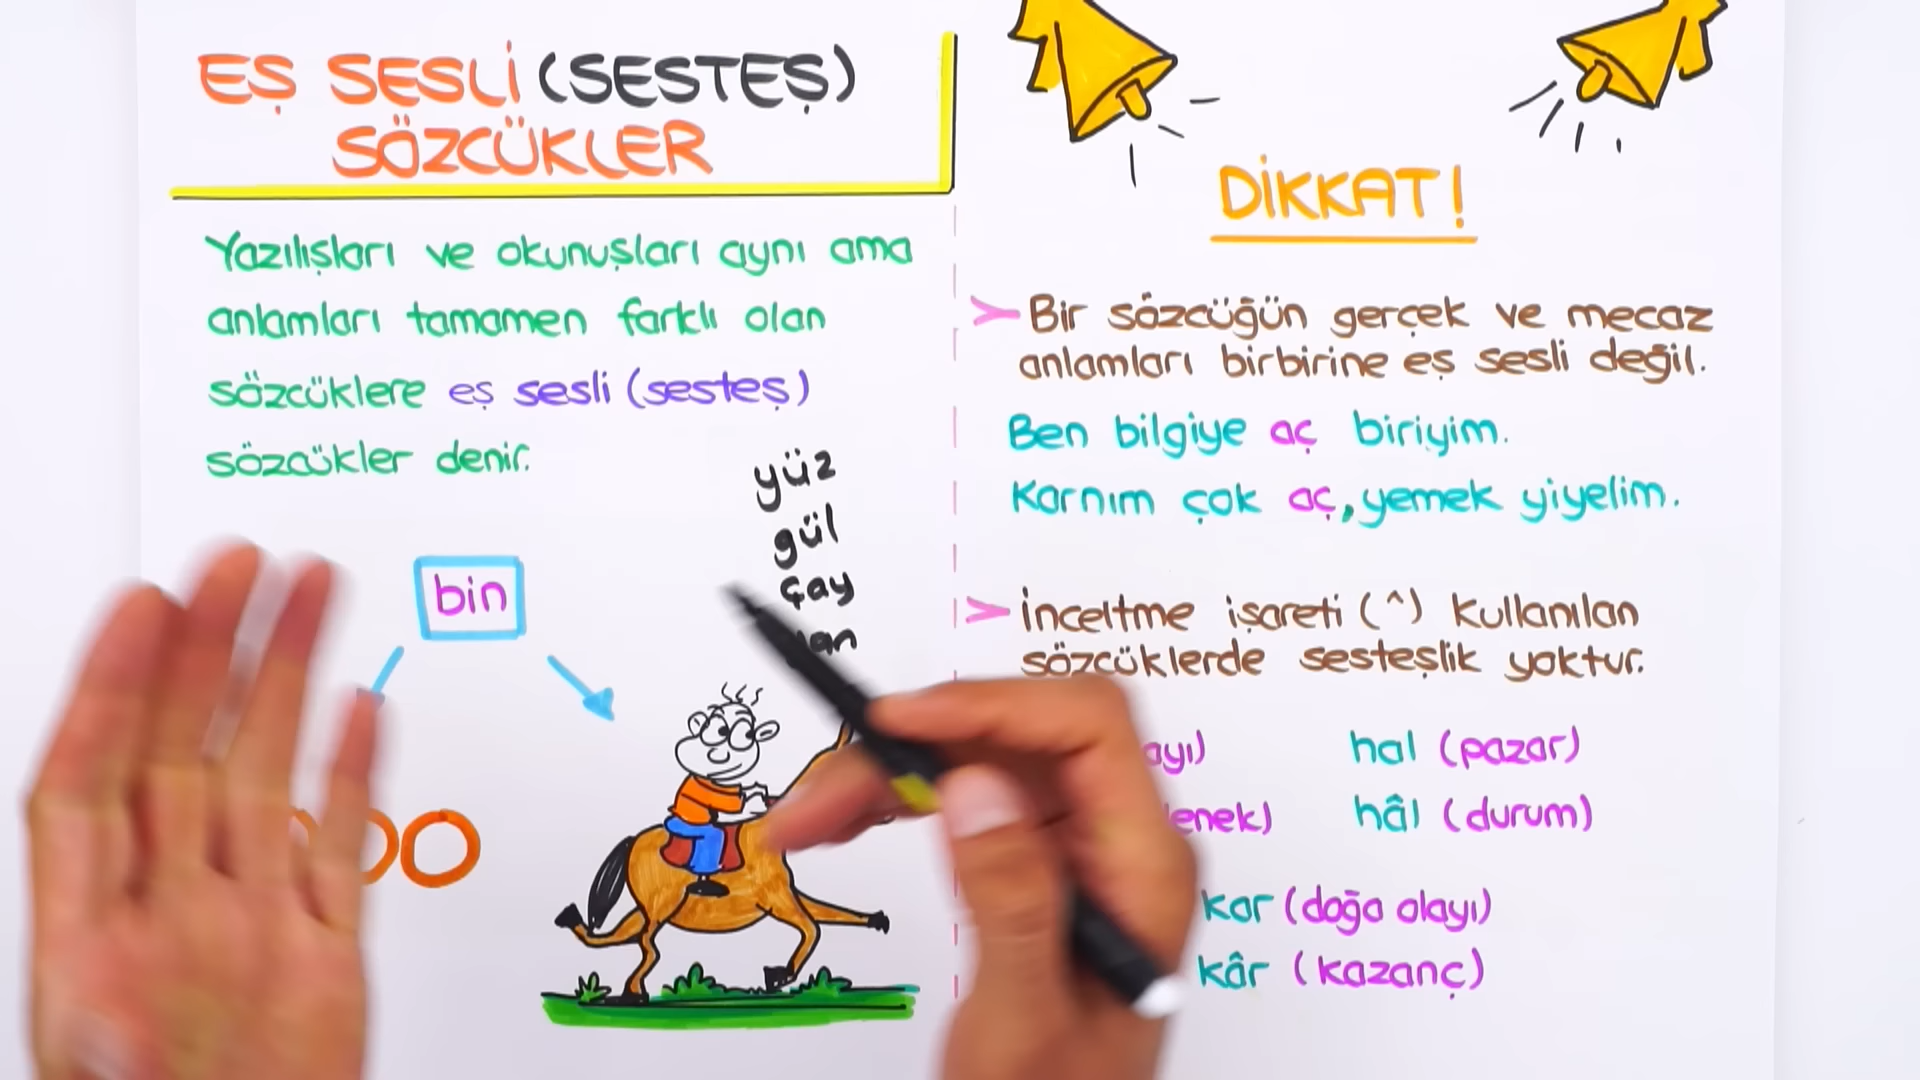 EŞ SESLİ (SESTEŞ)
SÖZCÜKLER
Yazılışları ve okunuşları aynı ama
anlamları tamamen farklı olan
sözcüklere eş sesli (sesteş)
sözcükler denir.
yüz
gül
çay
bin
DİKKAT!
Bir sözcüğün gerçek ve mecaz
anlamları birbirine eş sesli değil.
Ben bilgiye aç biriyim.
Karnım çok aç, yemek yiyelim.
İnceltme işareti (^) kullanılan
sözcüklerde sesteşlik yoktur.
hal (pazar)
hâl (durum)
kar (doğa olayı)
kâr (kazanç)